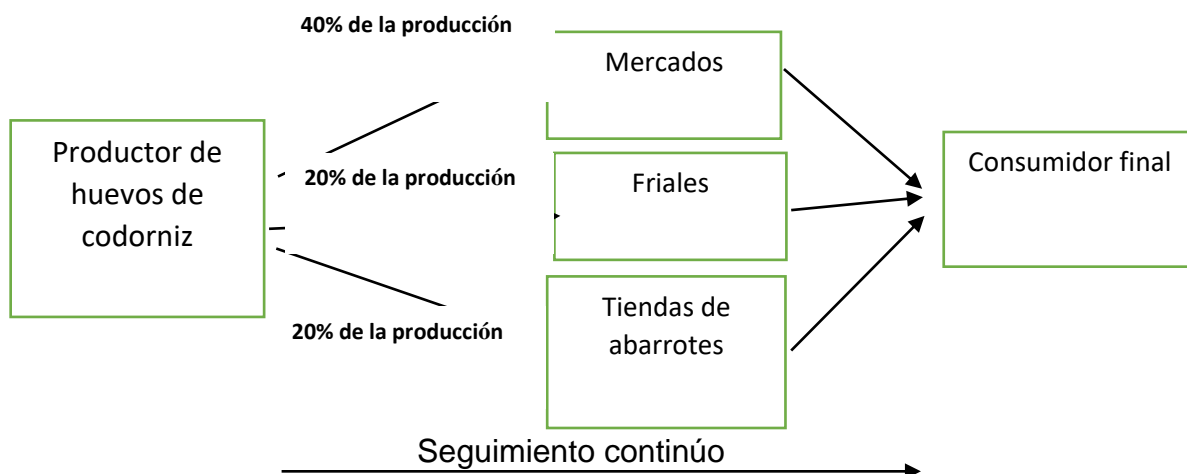 40% de la producción
Mercados
Productor de
huevos de
codorniz
20% de la producción
Friales
Consumidor final
20% de la producción
Tiendas de
abarrotes
Seguimiento continúo